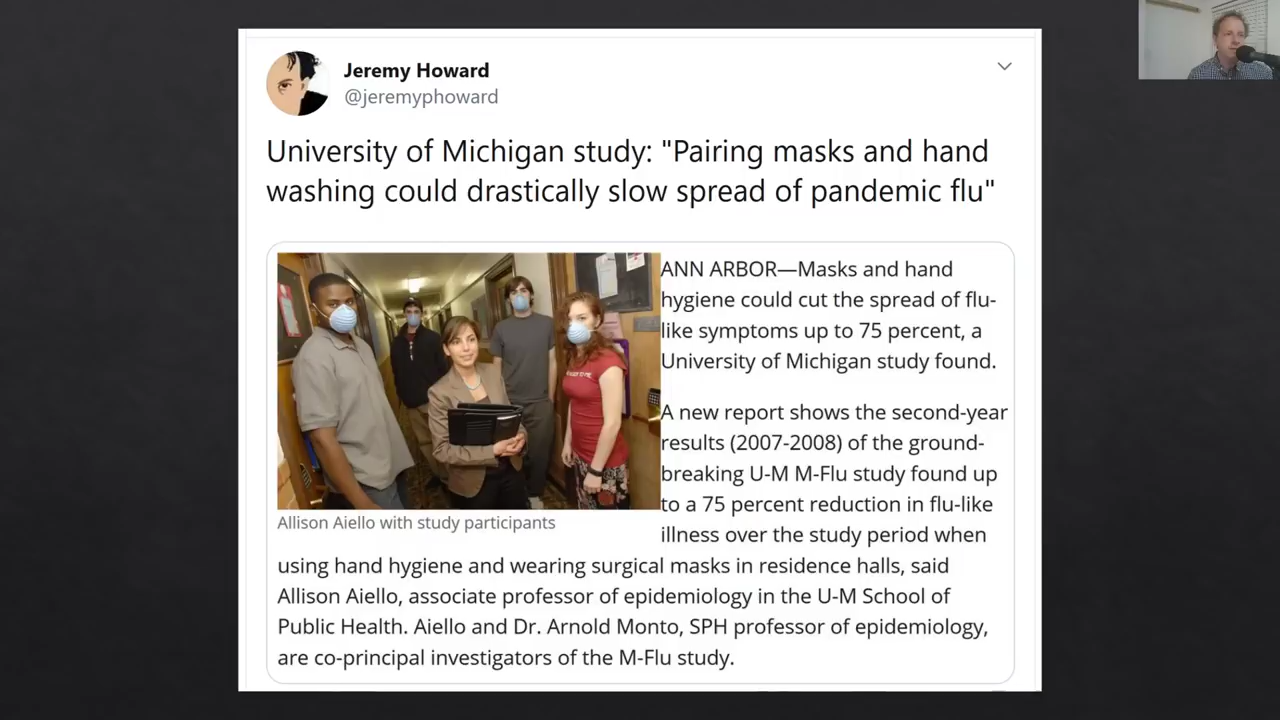 Jeremy Howard
@jeremyphoward
University of Michigan study: "Pairing masks and hand
washing could drastically slow spread of pandemic flu"
ANN ARBOR—Masks and hand
hygiene could cut the spread of flu-
like symptoms up to 75 percent, a
University of Michigan study found.
A new report shows the second-year
results (2007-2008) of the ground-
breaking U-M M-Flu study found up
to a 75 percent reduction in flu-like
illness over the study period when
using hand hygiene and wearing surgical masks in residence halls, said
Allison Aiello, associate professor of epidemiology in the U-M School of
Public Health. Aiello and Dr. Arnold Monto, SPH professor of epidemiology,
are co-principal investigators of the M-Flu study.
Allison Aiello with study participants